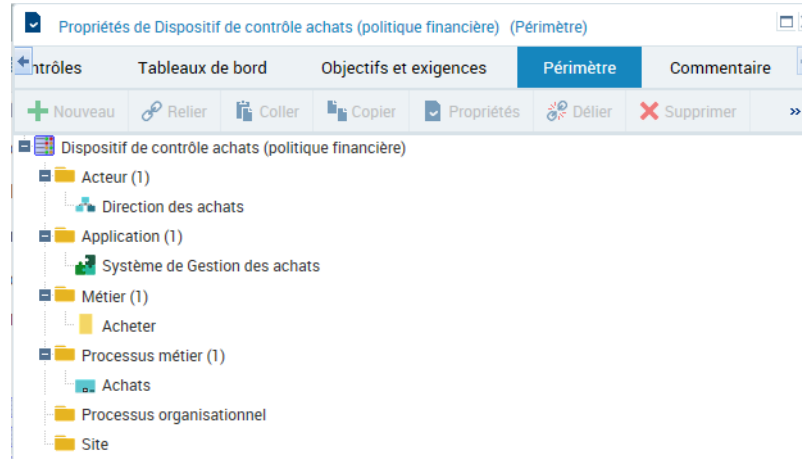 Propriétés de Dispositif de contrôle achats (politique financière) (Périmètre)
ntrôles Tableaux de bord Objectifs et exigences Périmètre Commentaire
Nouveau Relier Coller Copier Propriétés Délier Supprimer »
Dispositif de contrôle achats (politique financière)
Acteur (1)
Direction des achats
Application (1)
Système de Gestion des achats
Métier (1)
Acheter
Processus métier (1)
Achats
Processus organisationnel
Site